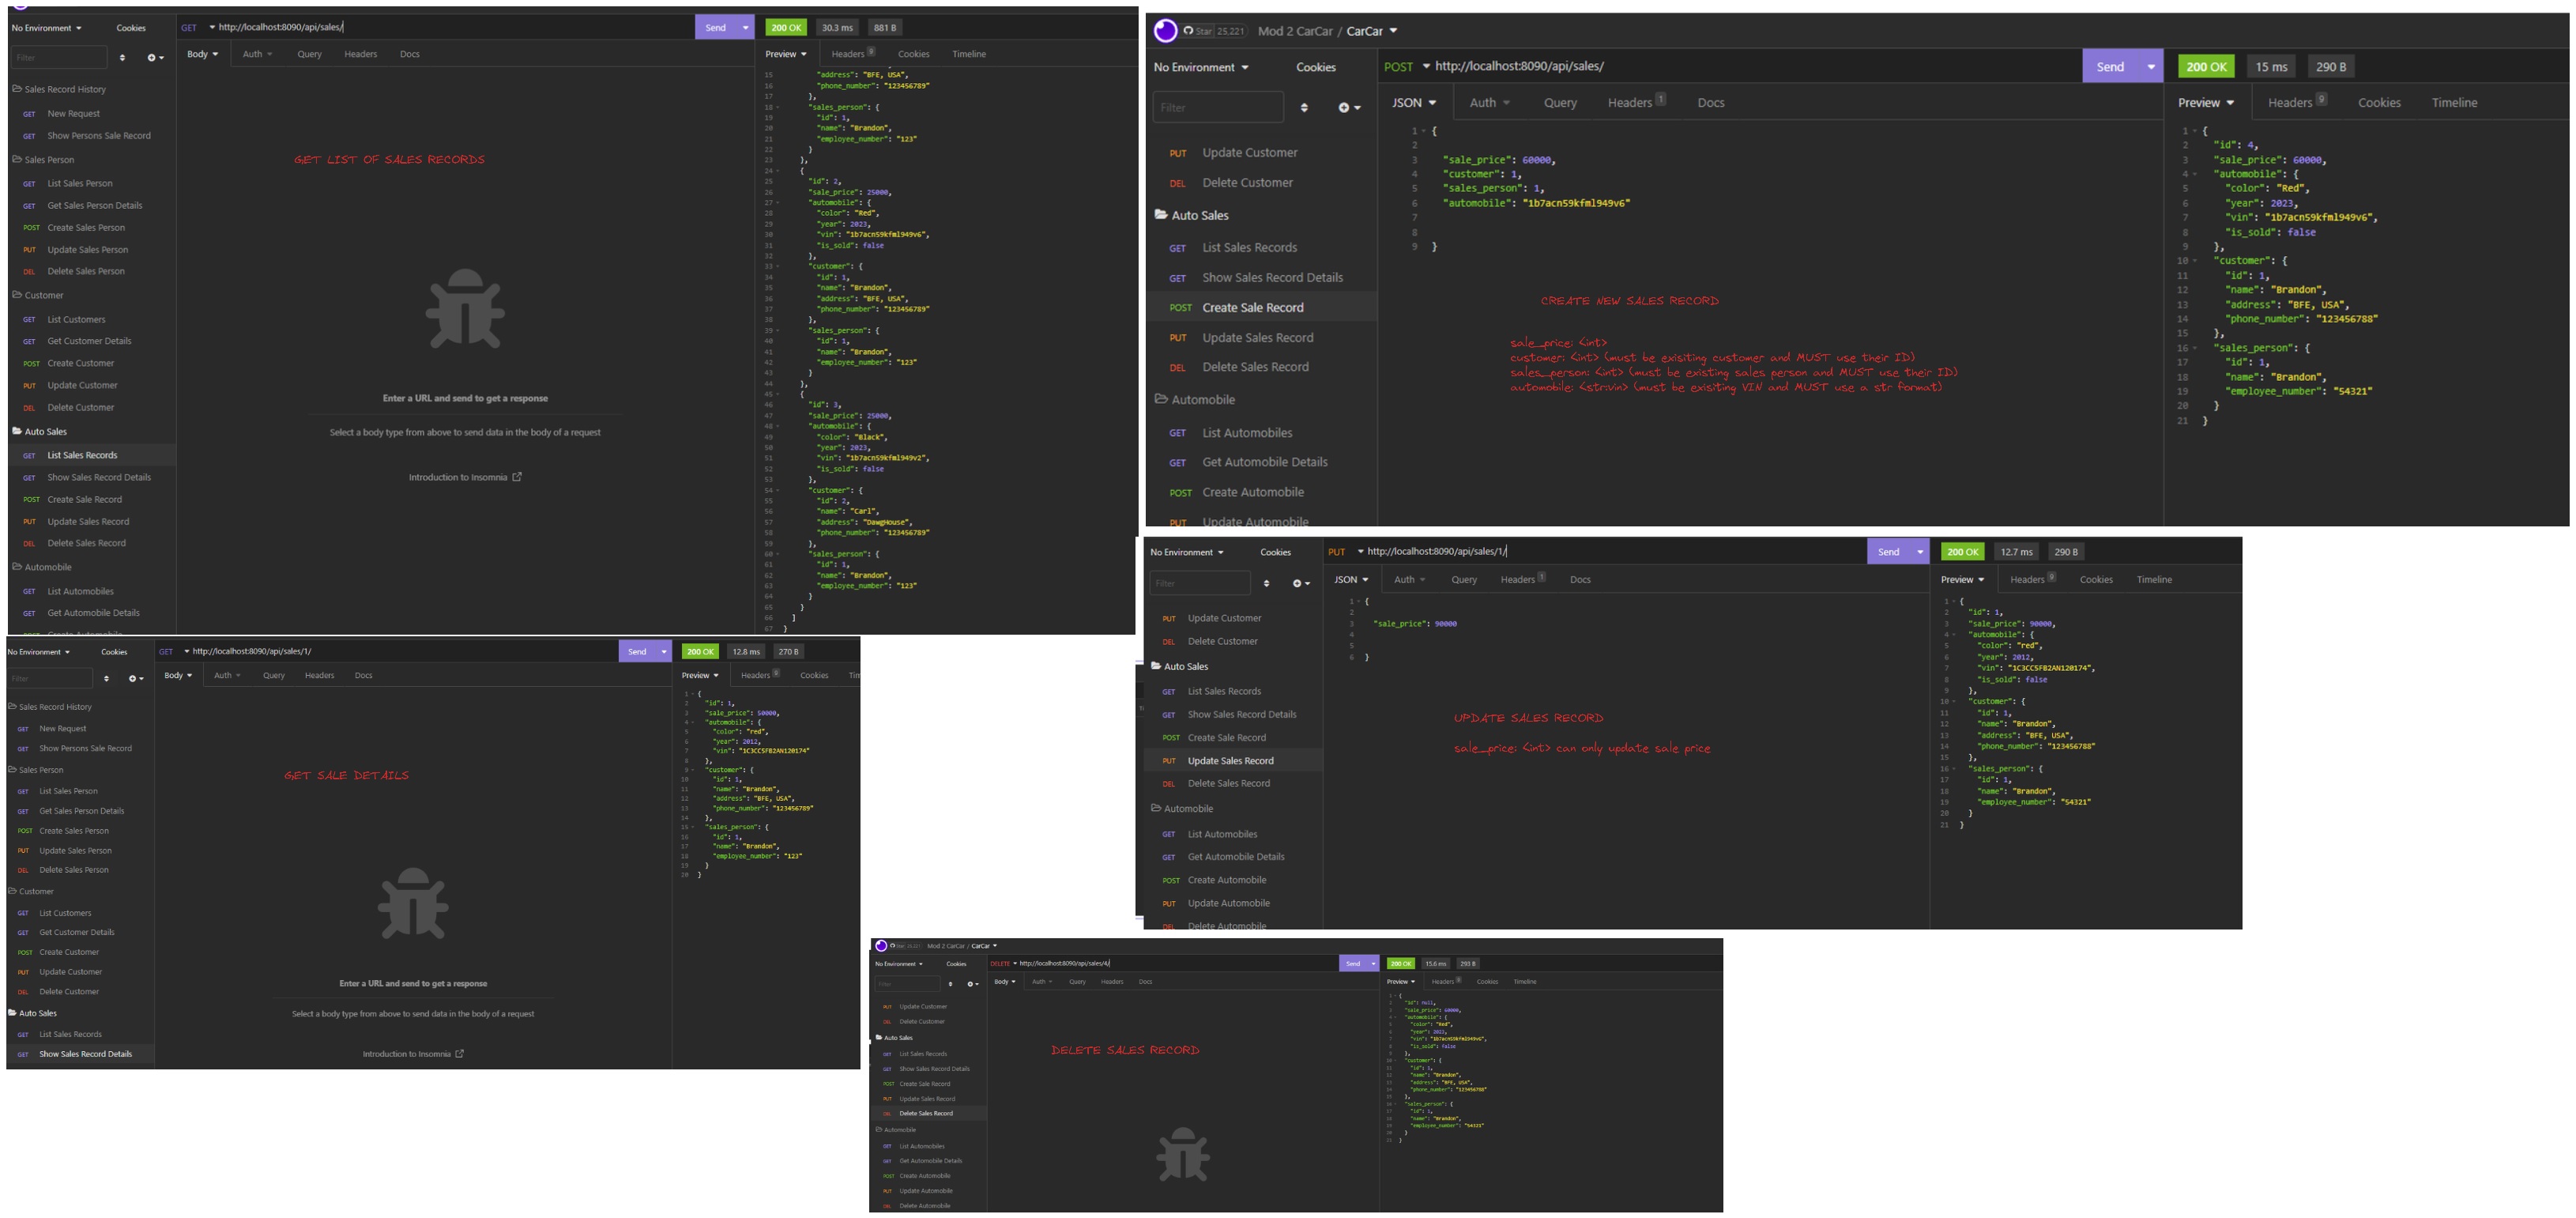 No Environment
Cookies
GET
http://localhost:8090/api/sales/
Send
200 OK
30.3 ms
881 B
Filter
Body
Auth
Query
Headers
Docs
Preview
Headers 9
Cookies
Timeline
Sales Record History
GET New Request
GET Show Persons Sale Record
Sales Person
GET List Sales Person
GET Get Sales Person Details
POST Create Sales Person
PUT Update Sales Person
DEL Delete Sales Person
Customer
GET List Customers
GET Get Customer Details
POST Create Customer
PUT Update Customer
DEL Delete Customer
Auto Sales
GET List Sales Records
GET Show Sales Record Details
POST Create Sale Record
PUT Update Sales Record
DEL Delete Sales Record
Automobile
GET List Automobiles
GET Get Automobile Details
GET LIST OF SALES RECORDS
Enter a URL and send to get a response
Select a body type from above to send data in the body of a request
Introduction to Insomnia
15 "address": "BFE, USA",
16 "phone_number": "123456789"
17 },
18 "sales_person": {
19 "id": 1,
20 "name": "Brandon",
21 "employee_number": "123"
22 }
23 },
24 {
25 "id": 2,
26 "sale_price": 25000,
27 "automobile": {
28 "color": "Red",
29 "year": 2023,
30 "vin": "1b7acn59kfml949v6",
31 "is_sold": false
32 },
33 "customer": {
34 "id": 1,
35 "name": "Brandon",
36 "address": "BFE, USA",
37 "phone_number": "123456789"
38 },
39 "sales_person": {
40 "id": 1,
41 "name": "Brandon",
42 "employee_number": "123"
43 }
44 },
45 {
46 "id": 3,
47 "sale_price": 25000,
48 "automobile": {
49 "color": "Black",
50 "year": 2023,
51 "vin": "1b7acn59kfml949v2",
52 "is_sold": false
53 },
54 "customer": {
55 "id": 2,
56 "name": "Carl",
57 "address": "DawgHouse",
58 "phone_number": "123456789"
59 },
60 "sales_person": {
61 "id": 1,
62 "name": "Brandon",
63 "employee_number": "123"
64 }
65 }
66 ]
67 }
Star 25,221
Mod 2 CarCar / CarCar
No Environment
Cookies
POST
http://localhost:8090/api/sales/
Send
200 OK
15 ms
290 B
Filter
JSON
Auth
Query
Headers 1
Docs
Preview
Headers 9
Cookies
Timeline
PUT Update Customer
DEL Delete Customer
Auto Sales
GET List Sales Records
GET Show Sales Record Details
POST Create Sale Record
PUT Update Sales Record
DEL Delete Sales Record
Automobile
GET List Automobiles
GET Get Automobile Details
POST Create Automobile
PUT Update Automobile
1 {
2
3 "sale_price": 60000,
4 "customer": 1,
5 "sales_person": 1,
6 "automobile": "1b7acn59kfml949v6"
7
8
9 }
CREATE NEW SALES RECORD
sale_price: <int>
customer: <int> (must be exisiting customer and MUST use their ID)
sales_person: <int> (must be existing sales person and MUST use their ID)
automobile: <str:vin> (must be exisiting VIN and MUST use a str format)
1 {
2 "id": 4,
3 "sale_price": 60000,
4 "automobile": {
5 "color": "Red",
6 "year": 2023,
7 "vin": "1b7acn59kfml949v6",
8 "is_sold": false
9 },
10 "customer": {
11 "id": 1,
12 "name": "Brandon",
13 "address": "BFE, USA",
14 "phone_number": "123456788"
15 },
16 "sales_person": {
17 "id": 1,
18 "name": "Brandon",
19 "employee_number": "54321"
20 }
21 }
No Environment
Cookies
PUT
http://localhost:8090/api/sales/1/
Send
200 OK
12.7 ms
290 B
Filter
JSON
Auth
Query
Headers 1
Docs
Preview
Headers 9
Cookies
Timeline
PUT Update Customer
DEL Delete Customer
Auto Sales
GET List Sales Records
GET Show Sales Record Details
POST Create Sale Record
PUT Update Sales Record
DEL Delete Sales Record
Automobile
GET List Automobiles
GET Get Automobile Details
POST Create Automobile
PUT Update Automobile
DEL Delete Automobile
1 {
2
3 "sale_price": 90000
4
5
6 }
UPDATE SALES RECORD
sale_price: <int> can only update sale price
1 {
2 "id": 1,
3 "sale_price": 90000,
4 "automobile": {
5 "color": "red",
6 "year": 2012,
7 "vin": "1C3CC5FB2AN120174",
8 "is_sold": false
9 },
10 "customer": {
11 "id": 1,
12 "name": "Brandon",
13 "address": "BFE, USA",
14 "phone_number": "123456788"
15 },
16 "sales_person": {
17 "id": 1,
18 "name": "Brandon",
19 "employee_number": "54321"
20 }
21 }
No Environment
Cookies
GET
http://localhost:8090/api/sales/1/
Send
200 OK
12.8 ms
270 B
Filter
Body
Auth
Query
Headers
Docs
Preview
Headers 9
Cookies
Tim
Sales Record History
GET New Request
GET Show Persons Sale Record
Sales Person
GET List Sales Person
GET Get Sales Person Details
POST Create Sales Person
PUT Update Sales Person
DEL Delete Sales Person
Customer
GET List Customers
GET Get Customer Details
POST Create Customer
PUT Update Customer
DEL Delete Customer
Auto Sales
GET List Sales Records
GET Show Sales Record Details
GET SALE DETAILS
Enter a URL and send to get a response
Select a body type from above to send data in the body of a request
Introduction to Insomnia
1 {
2 "id": 1,
3 "sale_price": 50000,
4 "automobile": {
5 "color": "red",
6 "year": 2012,
7 "vin": "1C3CC5FB2AN120174"
8 },
9 "customer": {
10 "id": 1,
11 "name": "Brandon",
12 "address": "BFE, USA",
13 "phone_number": "123456789"
14 },
15 "sales_person": {
16 "id": 1,
17 "name": "Brandon",
18 "employee_number": "123"
19 }
20 }
Star 25,221
Mod 2 CarCar / CarCar
No Environment
Cookies
DELETE
http://localhost:8090/api/sales/4/
Send
200 OK
15.6 ms
293 B
Filter
Body
Auth
Query
Headers
Docs
Preview
Headers 9
Cookies
Timeline
PUT Update Customer
DEL Delete Customer
Auto Sales
GET List Sales Records
GET Show Sales Record Details
POST Create Sale Record
PUT Update Sales Record
DEL Delete Sales Record
Automobile
GET List Automobiles
GET Get Automobile Details
POST Create Automobile
PUT Update Automobile
DEL Delete Automobile
DELETE SALES RECORD
1 {
2 "id": null,
3 "sale_price": 60000,
4 "automobile": {
5 "color": "Red",
6 "year": 2023,
7 "vin": "1b7acn59kfml949v6",
8 "is_sold": false
9 },
10 "customer": {
11 "id": 1,
12 "name": "Brandon",
13 "address": "BFE, USA",
14 "phone_number": "123456788"
15 },
16 "sales_person": {
17 "id": 1,
18 "name": "Brandon",
19 "employee_number": "54321"
20 }
21 }